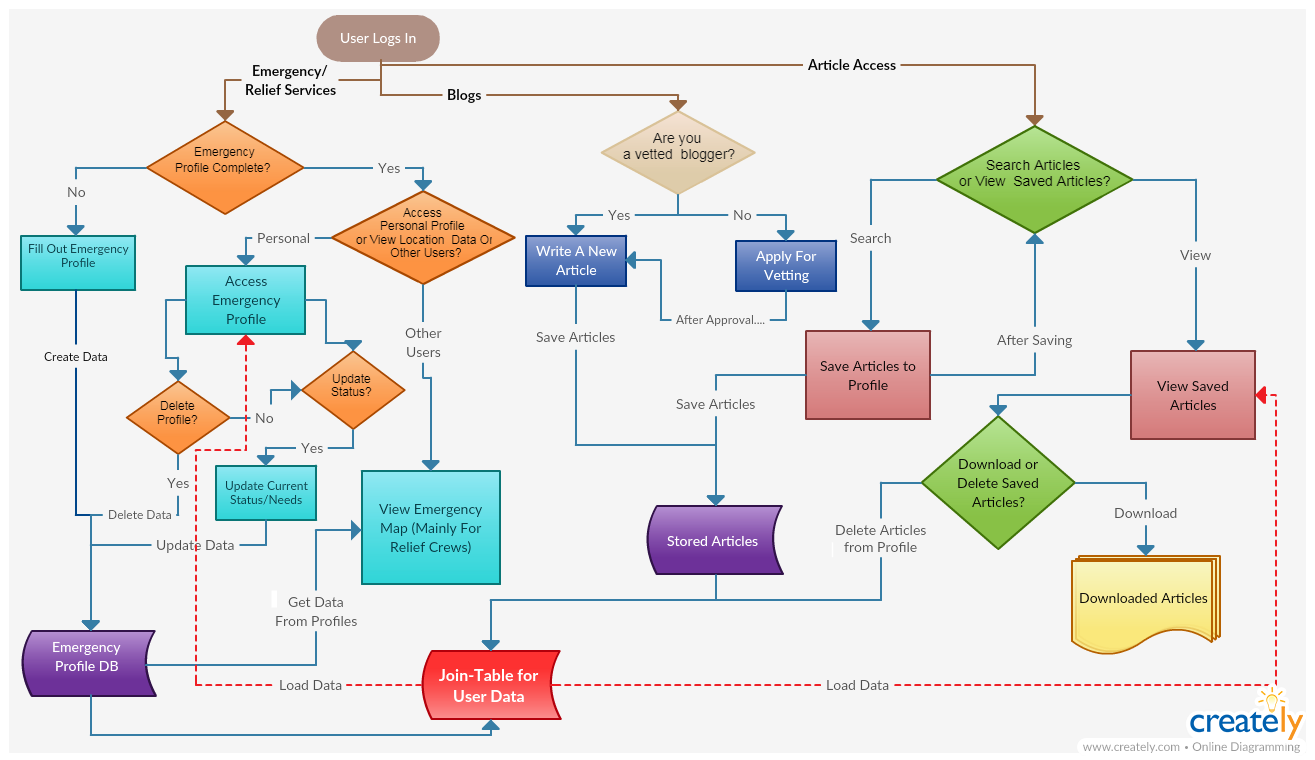 User Logs In
Emergency/
Relief Services
Blogs
Article Access
Emergency
Profile Complete?
Yes
No
Are you
a vetted blogger?
Search Articles
or View Saved Articles?
Access
Personal Profile
or View Location Data Or
Other Users?
Personal
Fill Out Emergency
Profile
Access
Emergency
Profile
Yes
No
Write A New
Article
Apply For
Vetting
Search
View
After Approval....
Save Articles
Other
Users
After Saving
Create Data
Save Articles to
Profile
View Saved
Articles
Update
Status?
Delete
Profile?
No
Save Articles
Yes
Yes
Update Current
Status/Needs
Download or
Delete Saved
Articles?
Delete Data
View Emergency
Map (Mainly For
Relief Crews)
Download
Update Data
Stored Articles
Delete Articles
from Profile
Get Data
From Profiles
Downloaded Articles
Emergency
Profile DB
Load Data
Join-Table for
User Data
Load Data
creately
www.creately.com • Online Diagramming